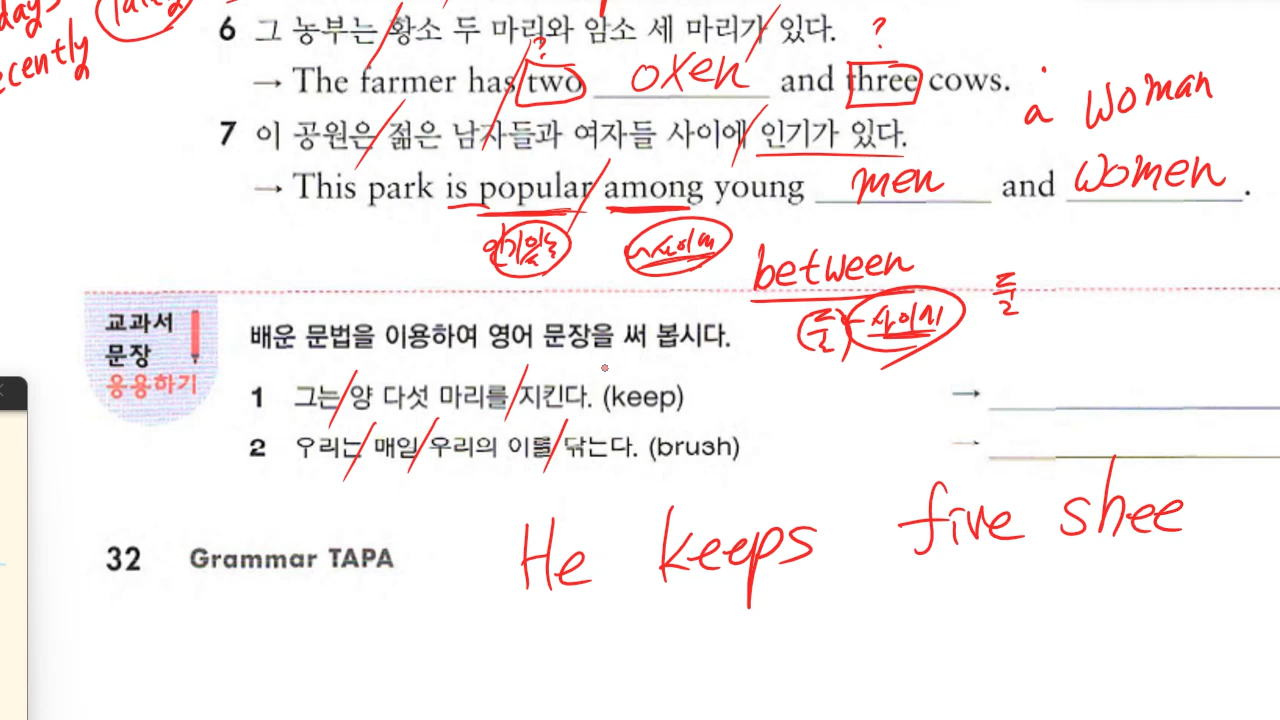 6 그 농부는 황소 두 마리와 암소 세 마리가 있다.
? ?
→ The farmer has two oxen and three cows.
a woman
7 이 공원은 젊은 남자들과 여자들 사이에 인기가 있다.
→ This park is popular among young men and women.
인기있는 ~사이에
between
둘 사이에 둘
교과서
문장
응용하기
배운 문법을 이용하여 영어 문장을 써 봅시다.
1 그는 양 다섯 마리를 지킨다. (keep) →
2 우리는 매일 우리의 이를 닦는다. (brush) →
He keeps five shee
32 Grammar TAPA